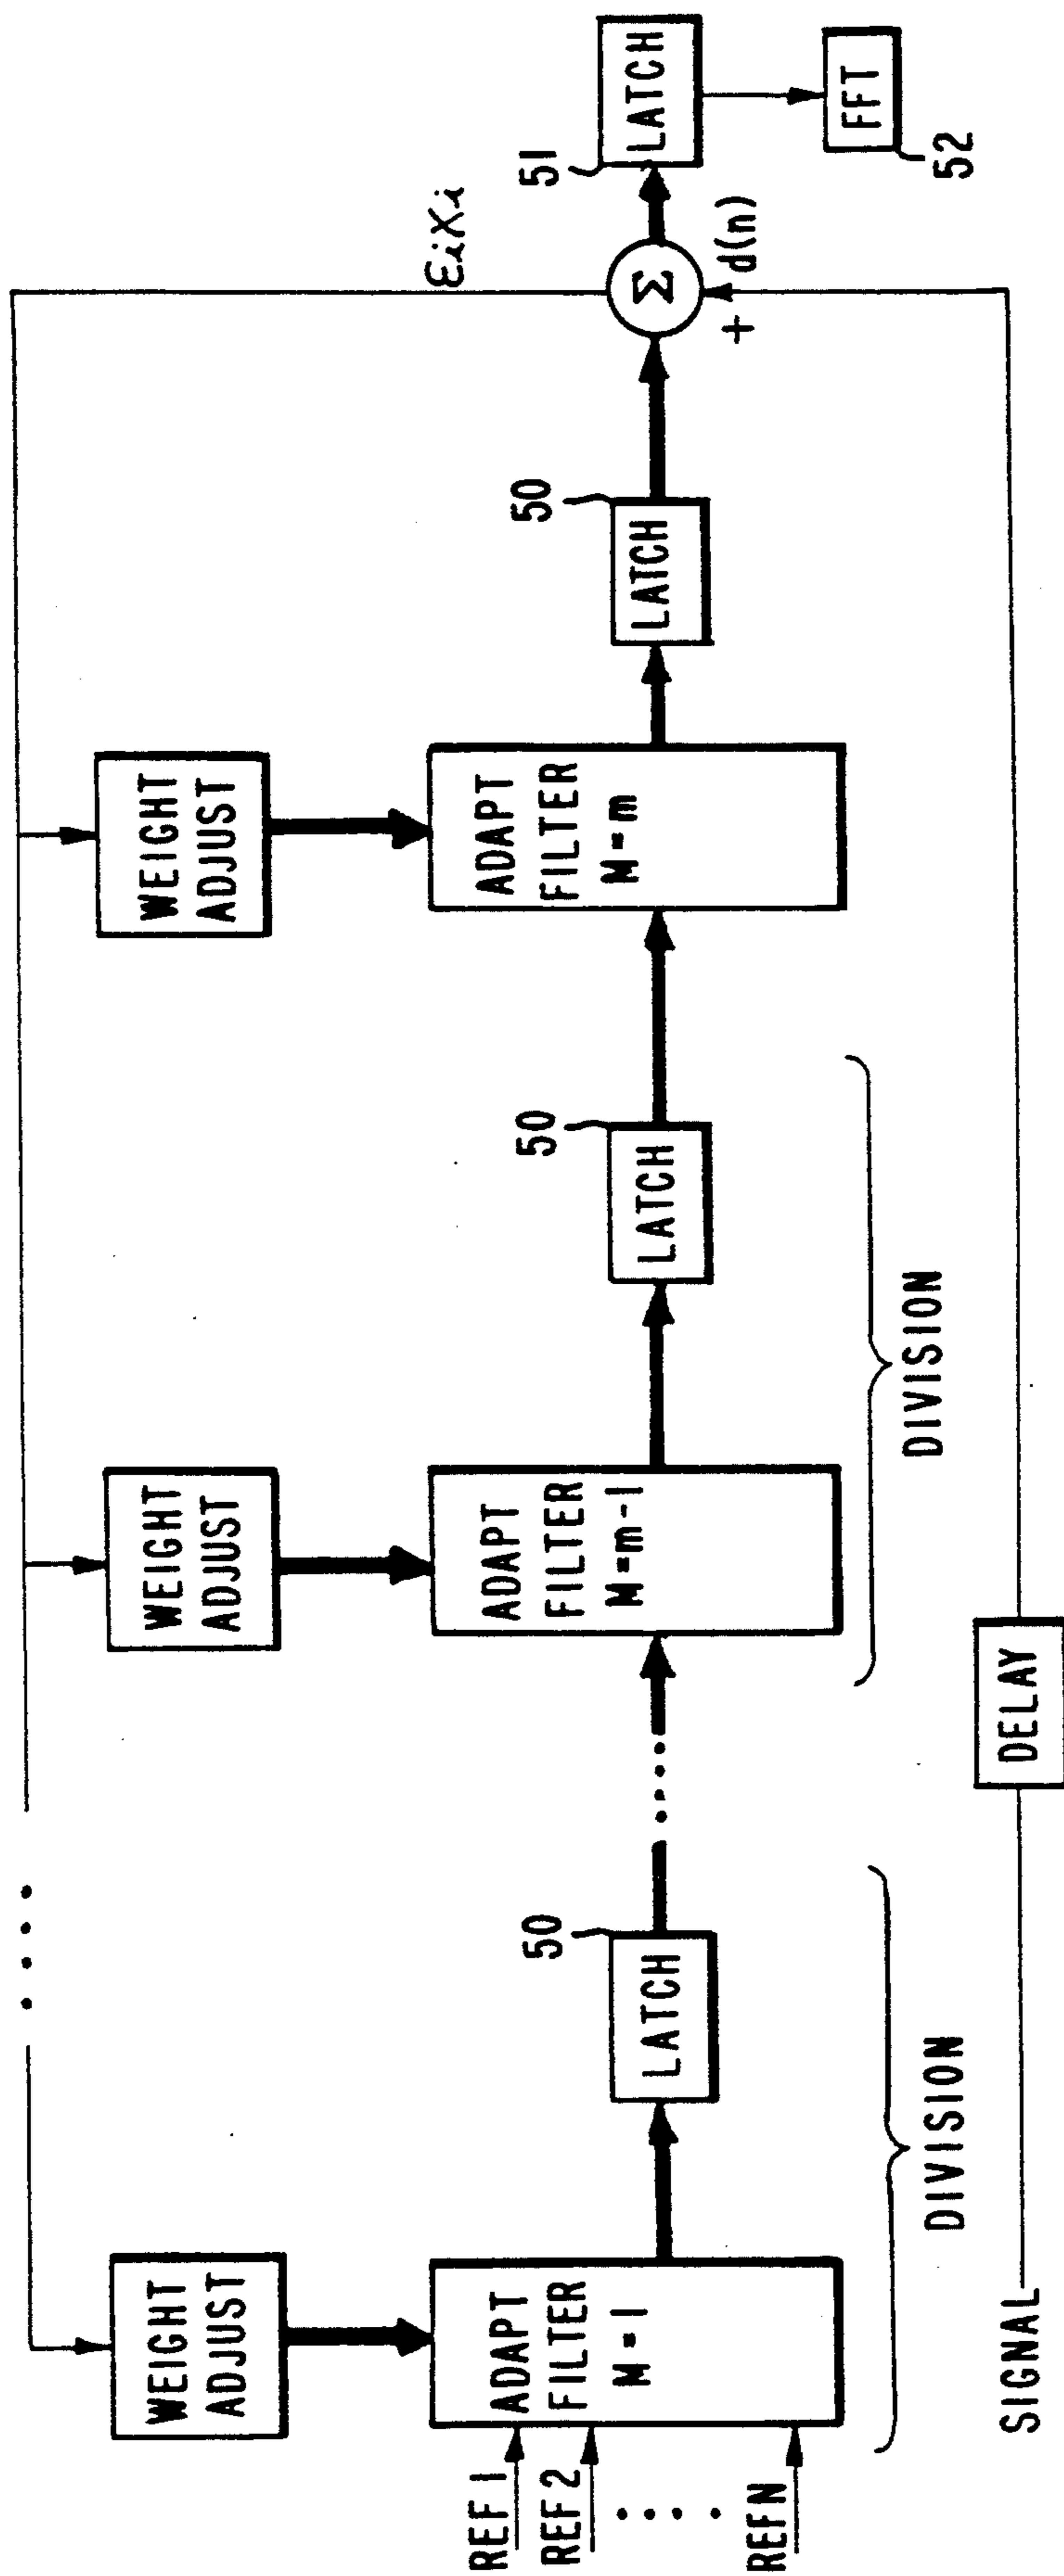 εiXi
WEIGHT
ADJUST
WEIGHT
ADJUST
WEIGHT
ADJUST
REF 1
REF 2
REF N
ADAPT
FILTER
M = 1
50
LATCH
ADAPT
FILTER
M = m-1
50
LATCH
ADAPT
FILTER
M = m
50
LATCH
Σ
+
d(n)
51
LATCH
FFT
52
DIVISION
DIVISION
SIGNAL
DELAY